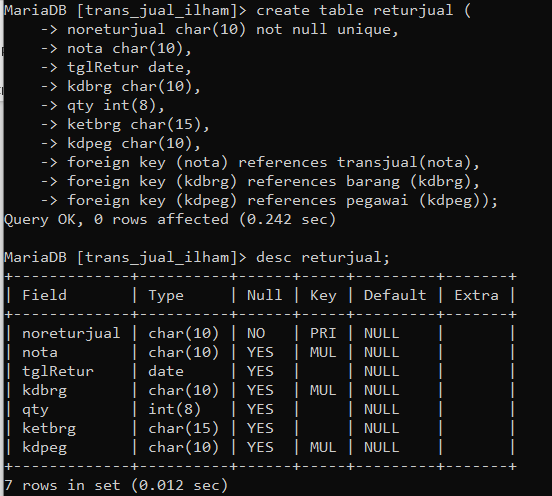 MariaDB [trans_jual_ilham]> create table returjual (
    -> noreturjual char(10) not null unique,
    -> nota char(10),
    -> tglRetur date,
    -> kdbrg char(10),
    -> qty int(8),
    -> ketbrg char(15),
    -> kdpeg char(10),
    -> foreign key (nota) references transjual(nota),
    -> foreign key (kdbrg) references barang (kdbrg),
    -> foreign key (kdpeg) references pegawai (kdpeg));
Query OK, 0 rows affected (0.242 sec)

MariaDB [trans_jual_ilham]> desc returjual;
+-------------+----------+------+-----+---------+-------+
| Field       | Type     | Null | Key | Default | Extra |
+-------------+----------+------+-----+---------+-------+
| noreturjual | char(10) | NO   | PRI | NULL    |       |
| nota        | char(10) | YES  | MUL | NULL    |       |
| tglRetur    | date     | YES  |     | NULL    |       |
| kdbrg       | char(10) | YES  | MUL | NULL    |       |
| qty         | int(8)   | YES  |     | NULL    |       |
| ketbrg      | char(15) | YES  |     | NULL    |       |
| kdpeg       | char(10) | YES  | MUL | NULL    |       |
+-------------+----------+------+-----+---------+-------+
7 rows in set (0.012 sec)